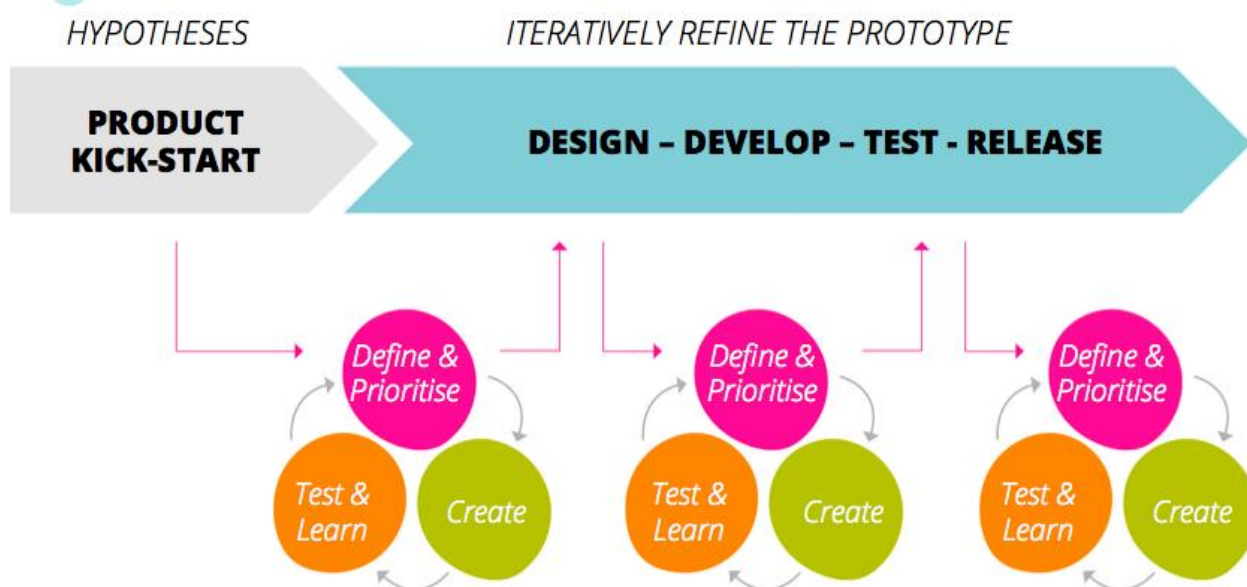 HYPOTHESES
ITERATIVELY REFINE THE PROTOTYPE
PRODUCT
KICK-START
DESIGN – DEVELOP – TEST - RELEASE
Define &
Prioritise
Test &
Learn
Create
Define &
Prioritise
Test &
Learn
Create
Define &
Prioritise
Test &
Learn
Create